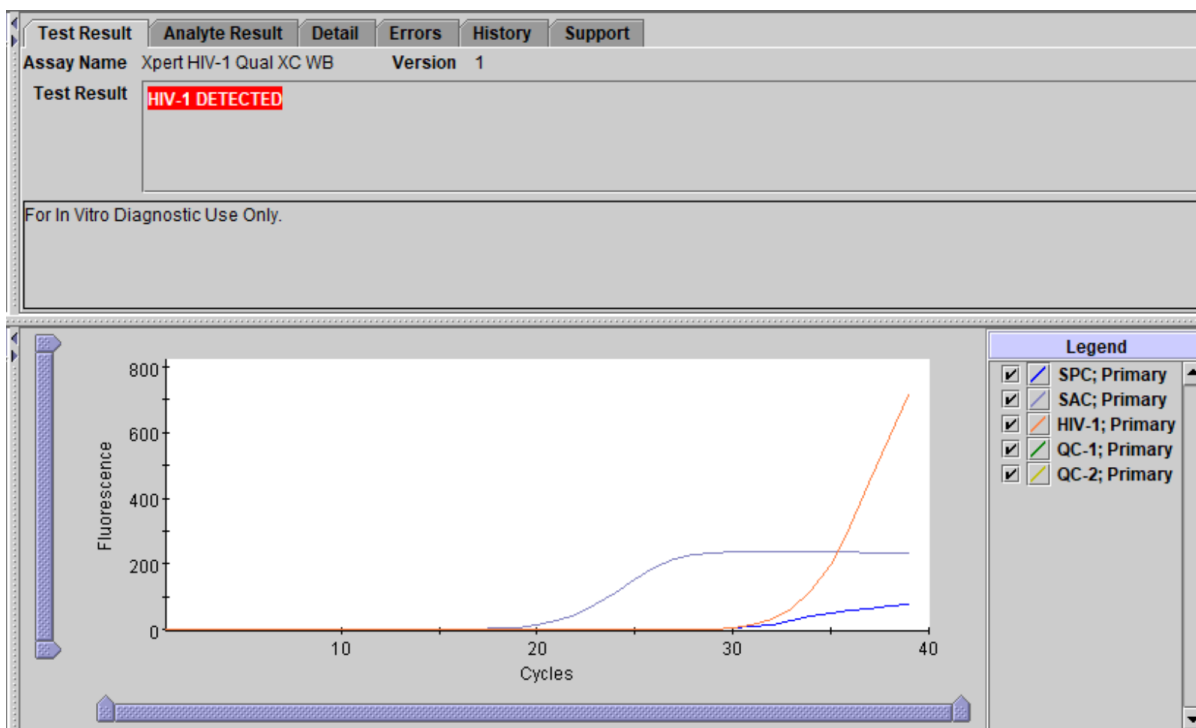 Test Result Analyte Result Detail Errors History Support
Assay Name Xpert HIV-1 Qual XC WB Version 1
Test Result HIV-1 DETECTED
For In Vitro Diagnostic Use Only.
800
600
400
200
0
Fluorescence
10 20 30 40
Cycles
Legend
SPC; Primary
SAC; Primary
HIV-1; Primary
QC-1; Primary
QC-2; Primary